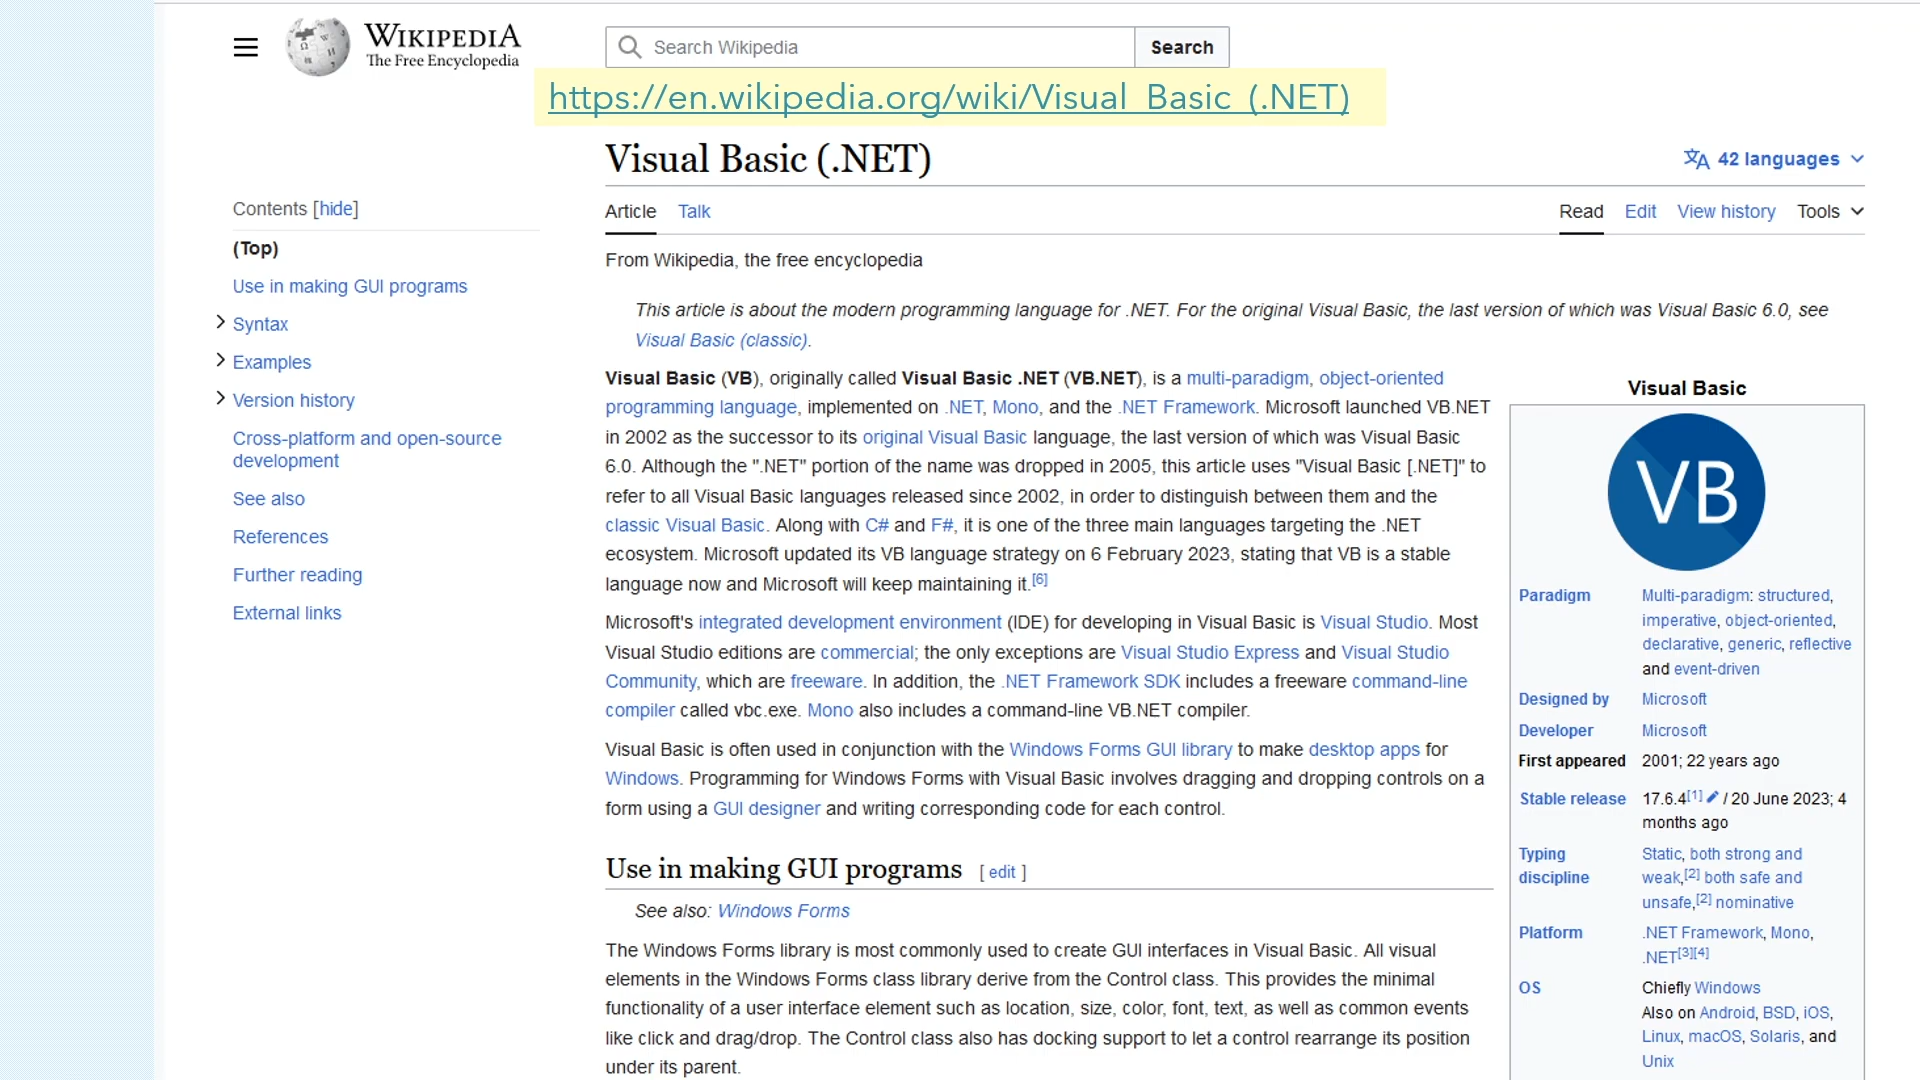 WIKIPEDIA
The Free Encyclopedia
Search Wikipedia
Search
https://en.wikipedia.org/wiki/Visual_Basic_(.NET)
Visual Basic (.NET)
42 languages
Article Talk
Read Edit View history Tools
Contents [hide]
(Top)
Use in making GUI programs
Syntax
Examples
Version history
Cross-platform and open-source
development
See also
References
Further reading
External links
From Wikipedia, the free encyclopedia
This article is about the modern programming language for .NET. For the original Visual Basic, the last version of which was Visual Basic 6.0, see
Visual Basic (classic).
Visual Basic (VB), originally called Visual Basic .NET (VB.NET), is a multi-paradigm, object-oriented
programming language, implemented on .NET, Mono, and the .NET Framework. Microsoft launched VB.NET
in 2002 as the successor to its original Visual Basic language, the last version of which was Visual Basic
6.0. Although the ".NET" portion of the name was dropped in 2005, this article uses "Visual Basic [.NET]" to
refer to all Visual Basic languages released since 2002, in order to distinguish between them and the
classic Visual Basic. Along with C# and F#, it is one of the three main languages targeting the .NET
ecosystem. Microsoft updated its VB language strategy on 6 February 2023, stating that VB is a stable
language now and Microsoft will keep maintaining it.[6]
Microsoft's integrated development environment (IDE) for developing in Visual Basic is Visual Studio. Most
Visual Studio editions are commercial; the only exceptions are Visual Studio Express and Visual Studio
Community, which are freeware. In addition, the .NET Framework SDK includes a freeware command-line
compiler called vbc.exe. Mono also includes a command-line VB.NET compiler.
Visual Basic is often used in conjunction with the Windows Forms GUI library to make desktop apps for
Windows. Programming for Windows Forms with Visual Basic involves dragging and dropping controls on a
form using a GUI designer and writing corresponding code for each control.
Use in making GUI programs [ edit ]
See also: Windows Forms
The Windows Forms library is most commonly used to create GUI interfaces in Visual Basic. All visual
elements in the Windows Forms class library derive from the Control class. This provides the minimal
functionality of a user interface element such as location, size, color, font, text, as well as common events
like click and drag/drop. The Control class also has docking support to let a control rearrange its position
under its parent.
Visual Basic
VB
Paradigm Multi-paradigm: structured,
imperative, object-oriented,
declarative, generic, reflective
and event-driven
Designed by Microsoft
Developer Microsoft
First appeared 2001; 22 years ago
Stable release 17.6.4[1] / 20 June 2023; 4
months ago
Typing Static, both strong and
discipline weak,[2] both safe and
unsafe,[2] nominative
Platform .NET Framework, Mono,
.NET[3][4]
OS Chiefly Windows
Also on Android, BSD, iOS,
Linux, macOS, Solaris, and
Unix